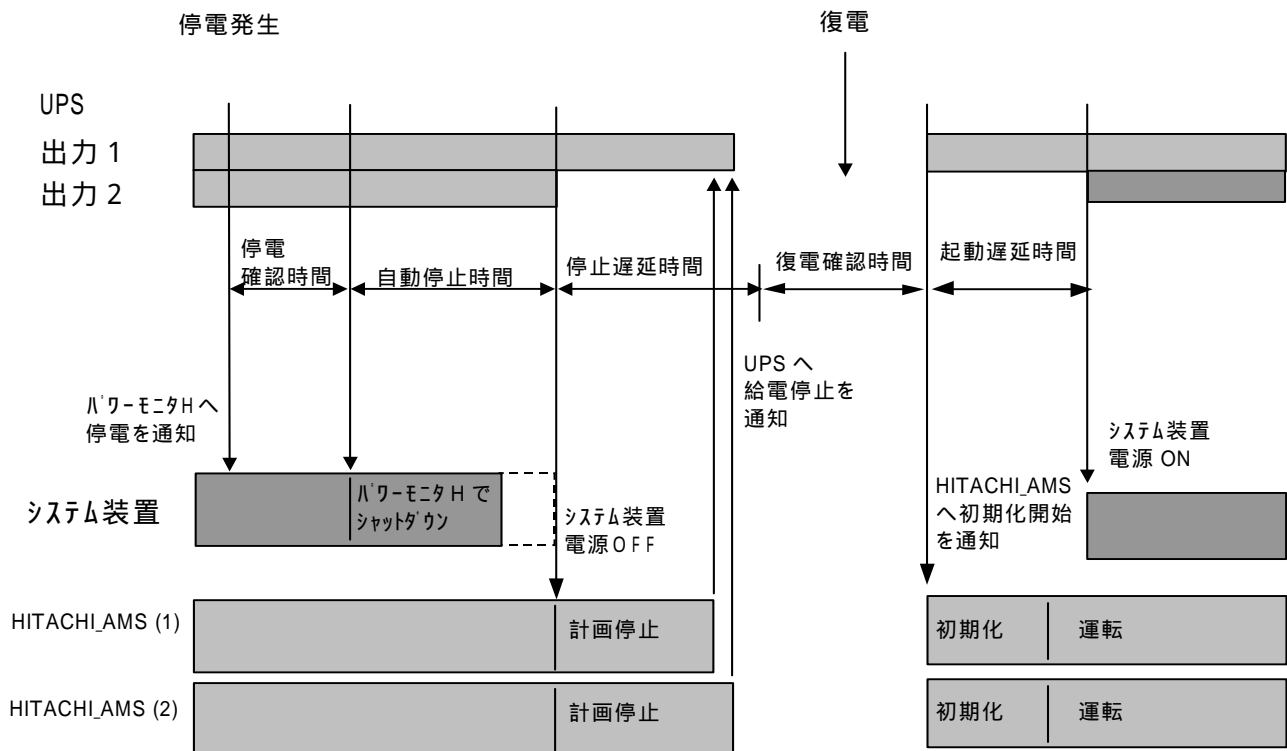 停電発生
復電
UPS
出力 1
出力 2
停電
確認時間
自動停止時間
停止遅延時間
復電確認時間
起動遅延時間
ﾊﾟﾜｰﾓﾆﾀH へ
停電を通知
UPS へ
給電停止を
通知
ｼｽﾃﾑ装置
電源 ON
HITACHI_AMS
へ初期化開始
を通知
ｼｽﾃﾑ装置
ﾊﾟﾜｰﾓﾆﾀ H で
ｼｬｯﾄﾀﾞｳﾝ
ｼｽﾃﾑ装置
電源ＯＦＦ
HITACHI_AMS (1)
計画停止
初期化
運転
HITACHI_AMS (2)
計画停止
初期化
運転